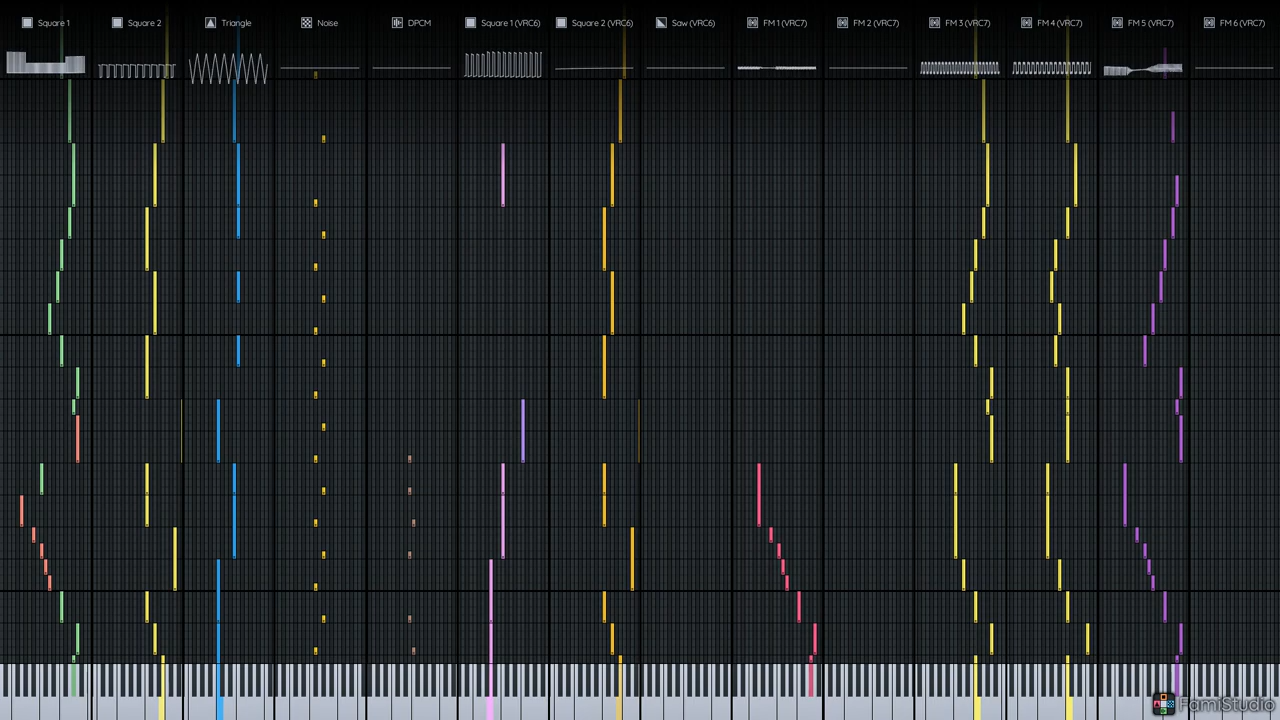 Square 1
Square 2
Triangle
Noise
DPCM
Square 1 (VRC6)
Square 2 (VRC6)
Saw (VRC6)
FM 1 (VRC7)
FM 2 (VRC7)
FM 3 (VRC7)
FM 4 (VRC7)
FM 5 (VRC7)
FM 6 (VRC7)
FamiStudio